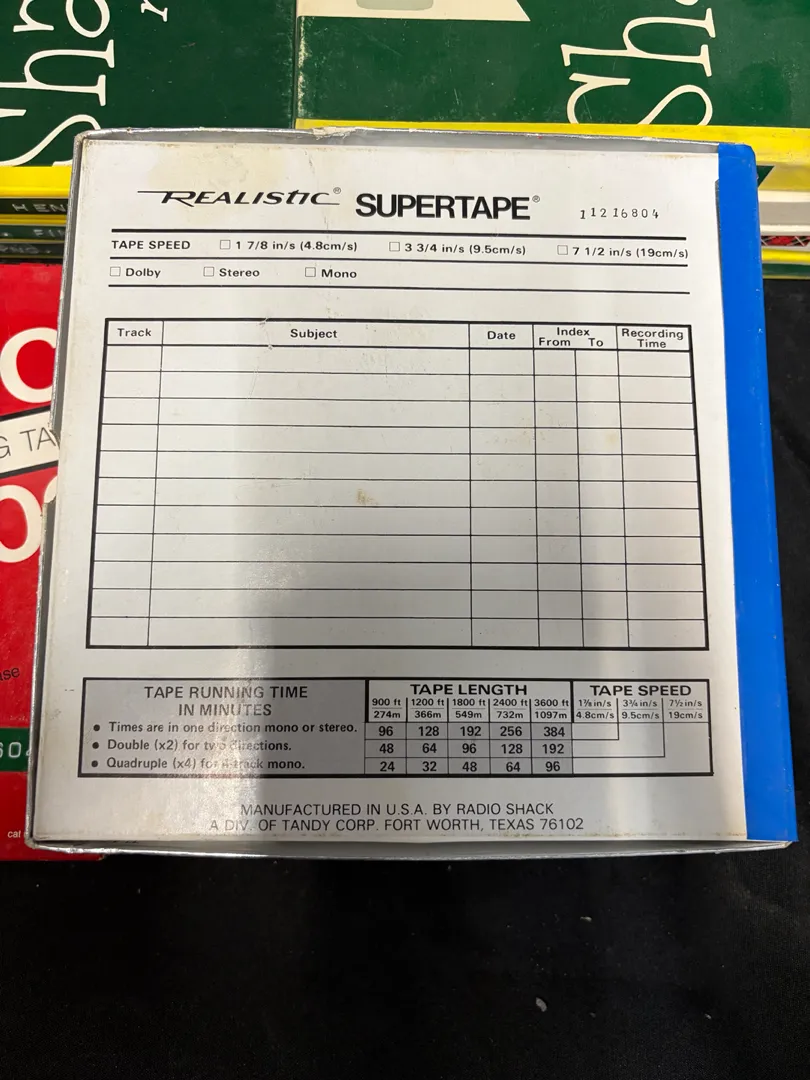 Sha
Sho
REALISTIC® SUPERTAPE® 11216804
TAPE SPEED ☐ 1 7/8 in/s (4.8cm/s) ☐ 3 3/4 in/s (9.5cm/s) ☐ 7 1/2 in/s (19cm/s)
☐ Dolby ☐ Stereo ☐ Mono
Track Subject Date Index From To Recording Time
TAPE RUNNING TIME
IN MINUTES
• Times are in one direction mono or stereo.
• Double (x2) for two directions.
• Quadruple (x4) for 4-track mono.
TAPE LENGTH TAPE SPEED
900 ft 1200 ft 1800 ft 2400 ft 3600 ft 1⅞ in/s 3¾ in/s 7½ in/s
274m 366m 549m 732m 1097m 4.8cm/s 9.5cm/s 19cm/s
96 128 192 256 384
48 64 96 128 192
24 32 48 64 96
MANUFACTURED IN U.S.A. BY RADIO SHACK
A DIV. OF TANDY CORP. FORT WORTH, TEXAS 76102
G TA
cat